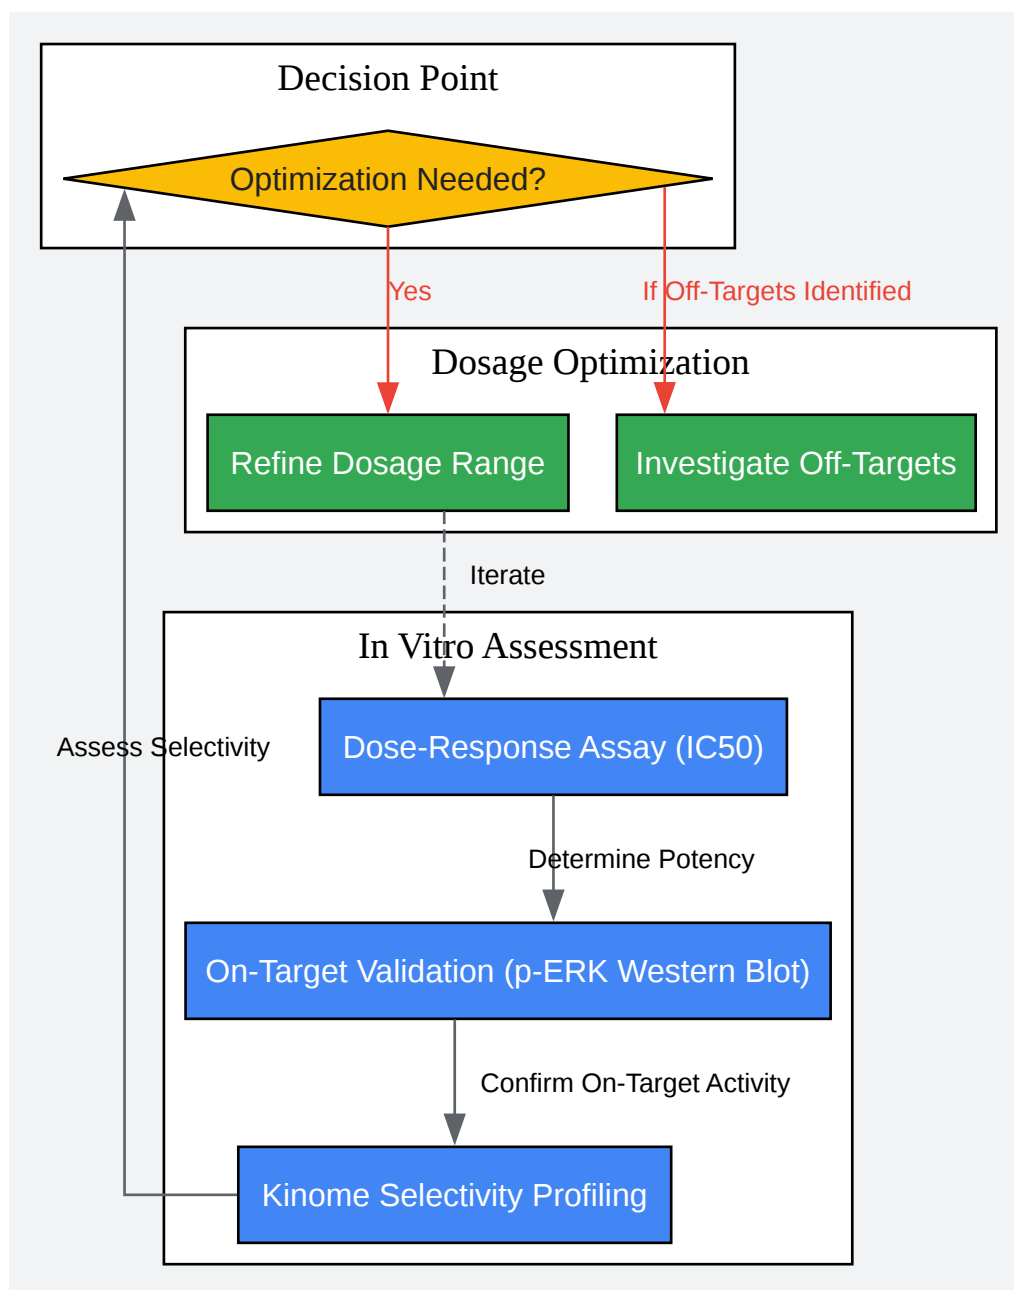 Decision Point
Optimization Needed?
Yes
If Off-Targets Identified
Dosage Optimization
Refine Dosage Range
Investigate Off-Targets
Iterate
In Vitro Assessment
Assess Selectivity
Dose-Response Assay (IC50)
Determine Potency
On-Target Validation (p-ERK Western Blot)
Confirm On-Target Activity
Kinome Selectivity Profiling